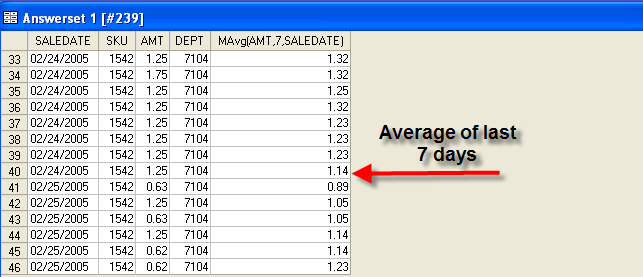 Answerset 1 [#239]
SALEDATE SKU AMT DEPT MAvg(AMT,7,SALEDATE)
33 02/24/2005 1542 1.25 7104 1.32
34 02/24/2005 1542 1.75 7104 1.32
35 02/24/2005 1542 1.25 7104 1.25
36 02/24/2005 1542 1.25 7104 1.32
37 02/24/2005 1542 1.25 7104 1.23
38 02/24/2005 1542 1.25 7104 1.23
39 02/24/2005 1542 1.25 7104 1.23
40 02/24/2005 1542 1.25 7104 1.14
41 02/25/2005 1542 0.63 7104 0.89
42 02/25/2005 1542 1.25 7104 1.05
43 02/25/2005 1542 0.63 7104 1.05
44 02/25/2005 1542 1.25 7104 1.14
45 02/25/2005 1542 0.62 7104 1.14
46 02/25/2005 1542 0.62 7104 1.23
Average of last
7 days